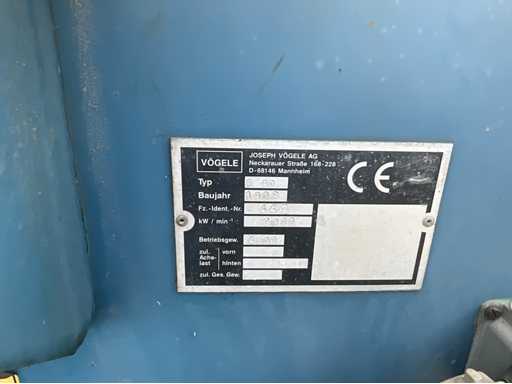 VÖGELE
JOSEPH VÖGELE AG
Neckarauer Straße 168-228
D-68146 Mannheim
CE
Typ
Baujahr
Fz.-Ident.-Nr.
kW / min⁻¹
Betriebsgew.
zul. Achs-last
vorn
hinten
zul. Ges. Gew.